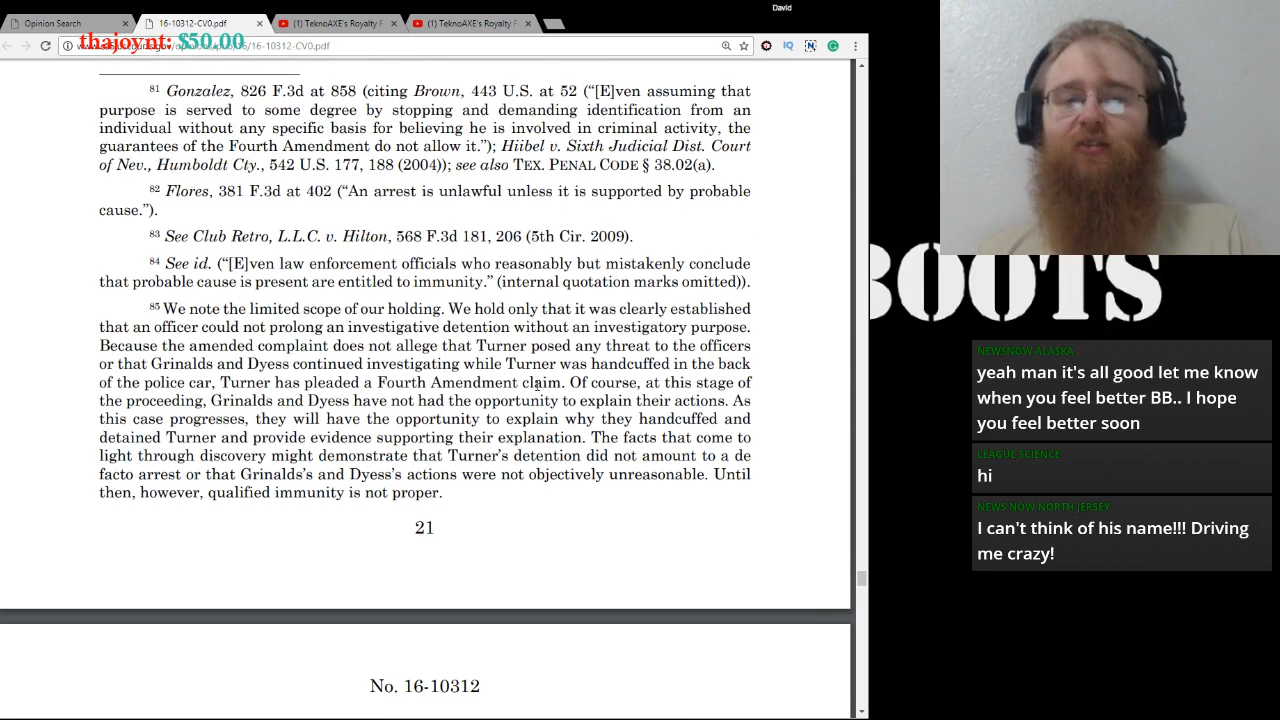 David
Opinion Search
16-10312-CV0.pdf
(1) TeknoAXE's Royalty F
(1) TeknoAXE's Royalty F
thajoynt: $50.00
16-10312-CV0.pdf
81 Gonzalez, 826 F.3d at 858 (citing Brown, 443 U.S. at 52 (“[E]ven assuming that
purpose is served to some degree by stopping and demanding identification from an
individual without any specific basis for believing he is involved in criminal activity, the
guarantees of the Fourth Amendment do not allow it.”); Hiibel v. Sixth Judicial Dist. Court
of Nev., Humboldt Cty., 542 U.S. 177, 188 (2004)); see also TEX. PENAL CODE § 38.02(a).
82 Flores, 381 F.3d at 402 (“An arrest is unlawful unless it is supported by probable
cause.”).
83 See Club Retro, L.L.C. v. Hilton, 568 F.3d 181, 206 (5th Cir. 2009).
84 See id. (“[E]ven law enforcement officials who reasonably but mistakenly conclude
that probable cause is present are entitled to immunity.” (internal quotation marks omitted)).
85 We note the limited scope of our holding. We hold only that it was clearly established
that an officer could not prolong an investigative detention without an investigatory purpose.
Because the amended complaint does not allege that Turner posed any threat to the officers
or that Grinalds and Dyess continued investigating while Turner was handcuffed in the back
of the police car, Turner has pleaded a Fourth Amendment claim. Of course, at this stage of
the proceeding, Grinalds and Dyess have not had the opportunity to explain their actions. As
this case progresses, they will have the opportunity to explain why they handcuffed and
detained Turner and provide evidence supporting their explanation. The facts that come to
light through discovery might demonstrate that Turner’s detention did not amount to a de
facto arrest or that Grinalds’s and Dyess’s actions were not objectively unreasonable. Until
then, however, qualified immunity is not proper.
21
No. 16-10312
BOOTS
NEWSNOW ALASKA
yeah man it's all good let me know
when you feel better BB.. I hope
you feel better soon
LEAGUE SCIENCE
hi
NEWS NOW NORTH JERSEY
I can't think of his name!!! Driving
me crazy!